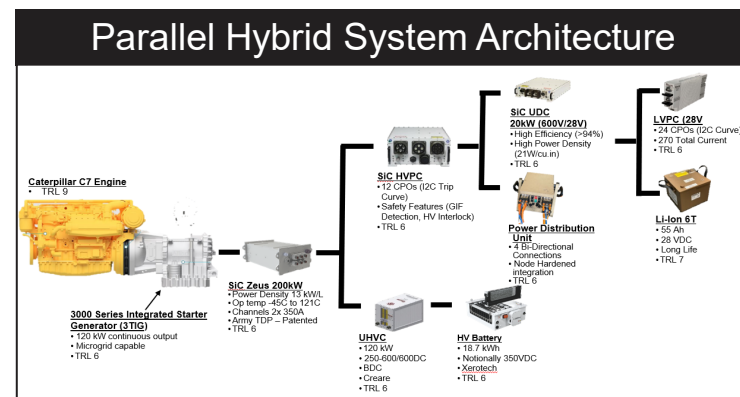 Parallel Hybrid System Architecture
Caterpillar C7 Engine
• TRL 9
3000 Series Integrated Starter
Generator (3TIG)
• 120 kW continuous output
• Microgrid capable
• TRL 6
SiC Zeus 200kW
• Power Density 13 kW/L
• Op temp -45C to 121C
• Channels 2x 350A
• Army TDP – Patented
• TRL 6
SiC HVPC
• 12 CPOs (I2C Trip
Curve)
• Safety Features (GIF
Detection, HV Interlock)
• TRL 6
UHVC
• 120 kW
• 250-600/600DC
• BDC
• Creare
• TRL 6
SiC UDC
20kW (600V/28V)
• High Efficiency (>94%)
• High Power Density
(21W/cu.in)
• TRL 6
Power Distribution
Unit
• 4 Bi-Directional
Connections
• Node Hardened
integration
• TRL 6
HV Battery
• 18.7 kWh
• Notionally 350VDC
• Xerotech
• TRL 6
LVPC (28V
• 24 CPOs (I2C Curve)
• 270 Total Current
• TRL 6
Li-Ion 6T
• 55 Ah
• 28 VDC
• Long Life
• TRL 7